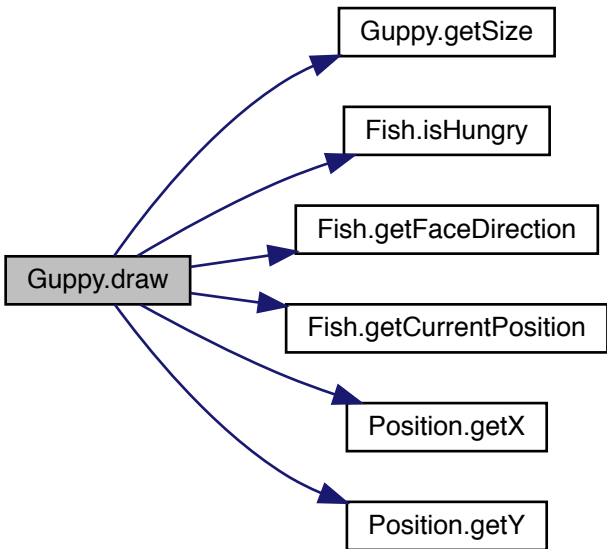 Guppy.getSize
Fish.isHungry
Fish.getFaceDirection
Guppy.draw
Fish.getCurrentPosition
Position.getX
Position.getY